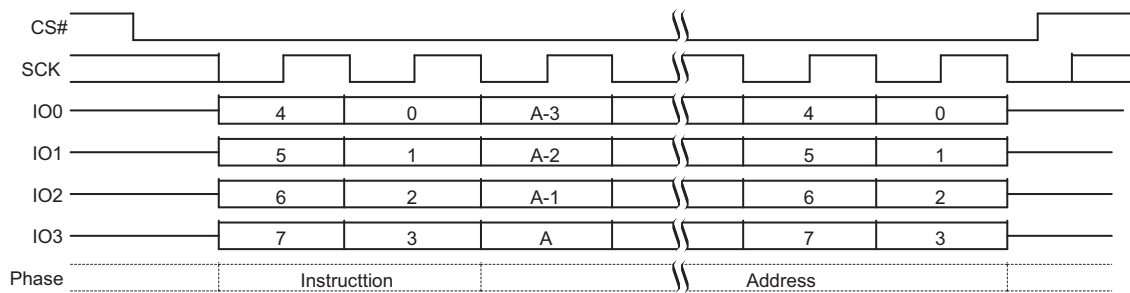 CS#
SCK
IO0 4 0 A-3 4 0
IO1 5 1 A-2 5 1
IO2 6 2 A-1 6 2
IO3 7 3 A 7 3
Phase Instructtion Address